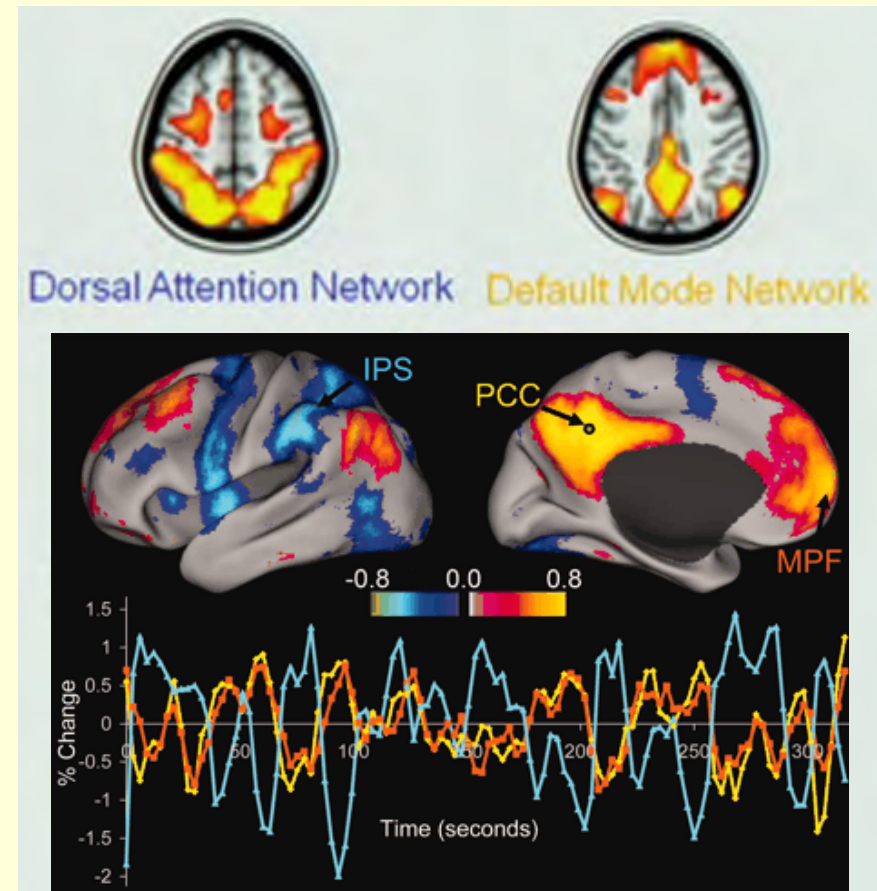 Dorsal Attention Network Default Mode Network
IPS
PCC
MPF
-0.8 0.0 0.8
1.5
1
0.5
0
-0.5
-1
-1.5
-2
% Change
0 50 100 150 200 250 300
Time (seconds)